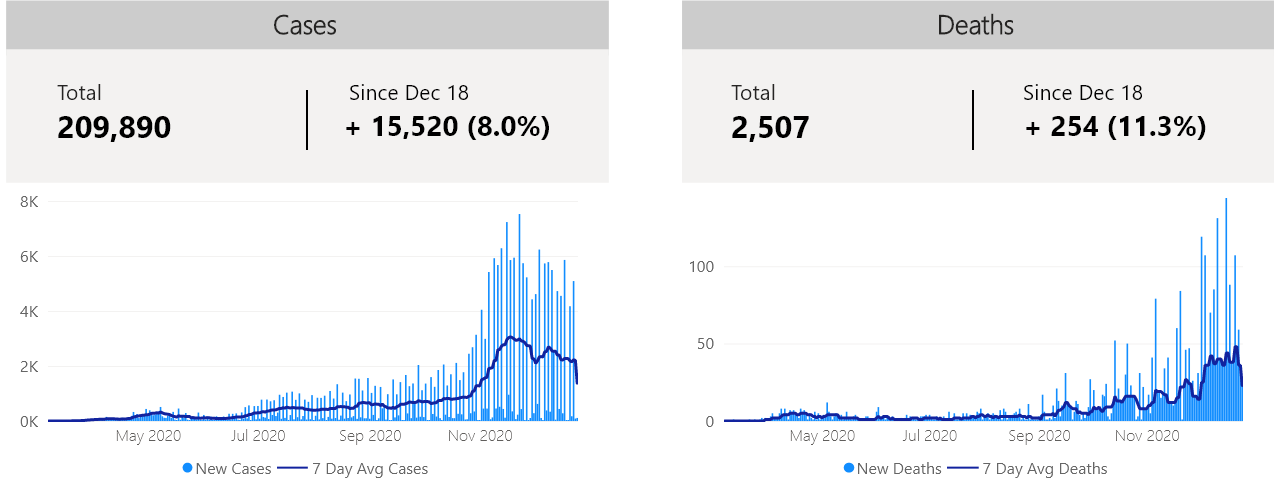 Cases
Total
209,890
Since Dec 18
+ 15,520 (8.0%)
8K
6K
4K
2K
0K
May 2020
Jul 2020
Sep 2020
Nov 2020
New Cases
7 Day Avg Cases
Deaths
Total
2,507
Since Dec 18
+ 254 (11.3%)
100
50
0
May 2020
Jul 2020
Sep 2020
Nov 2020
New Deaths
7 Day Avg Deaths